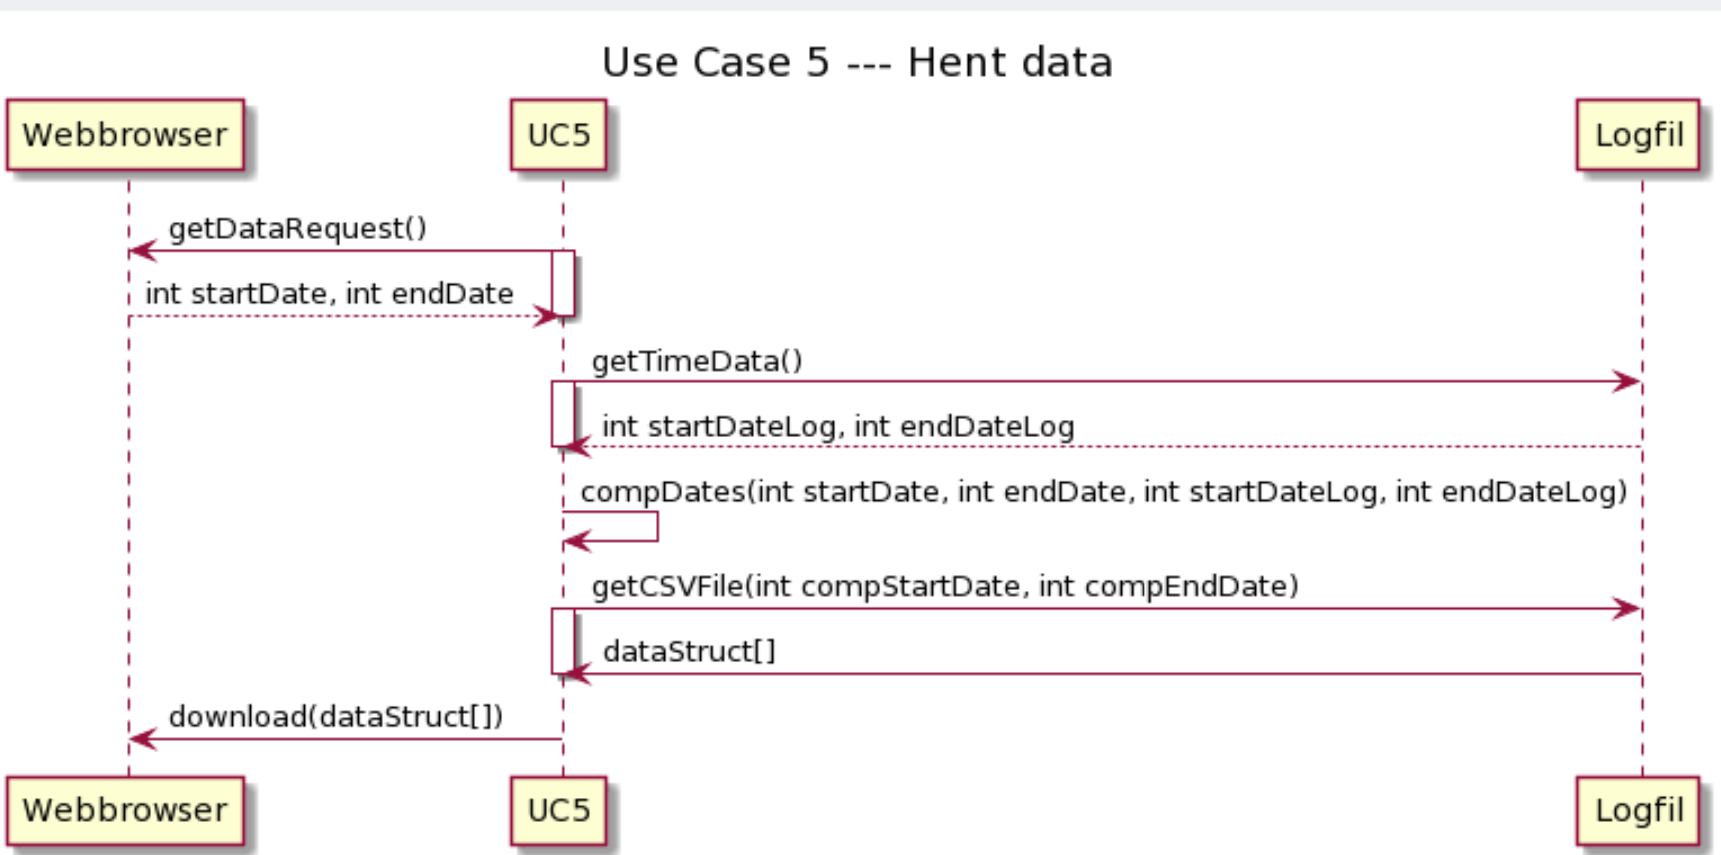 Use Case 5 --- Hent data
Webbrowser
UC5
Logfil
getDataRequest()
int startDate, int endDate
getTimeData()
int startDateLog, int endDateLog
compDates(int startDate, int endDate, int startDateLog, int endDateLog)
getCSVFile(int compStartDate, int compEndDate)
dataStruct[]
download(dataStruct[])
Webbrowser
UC5
Logfil